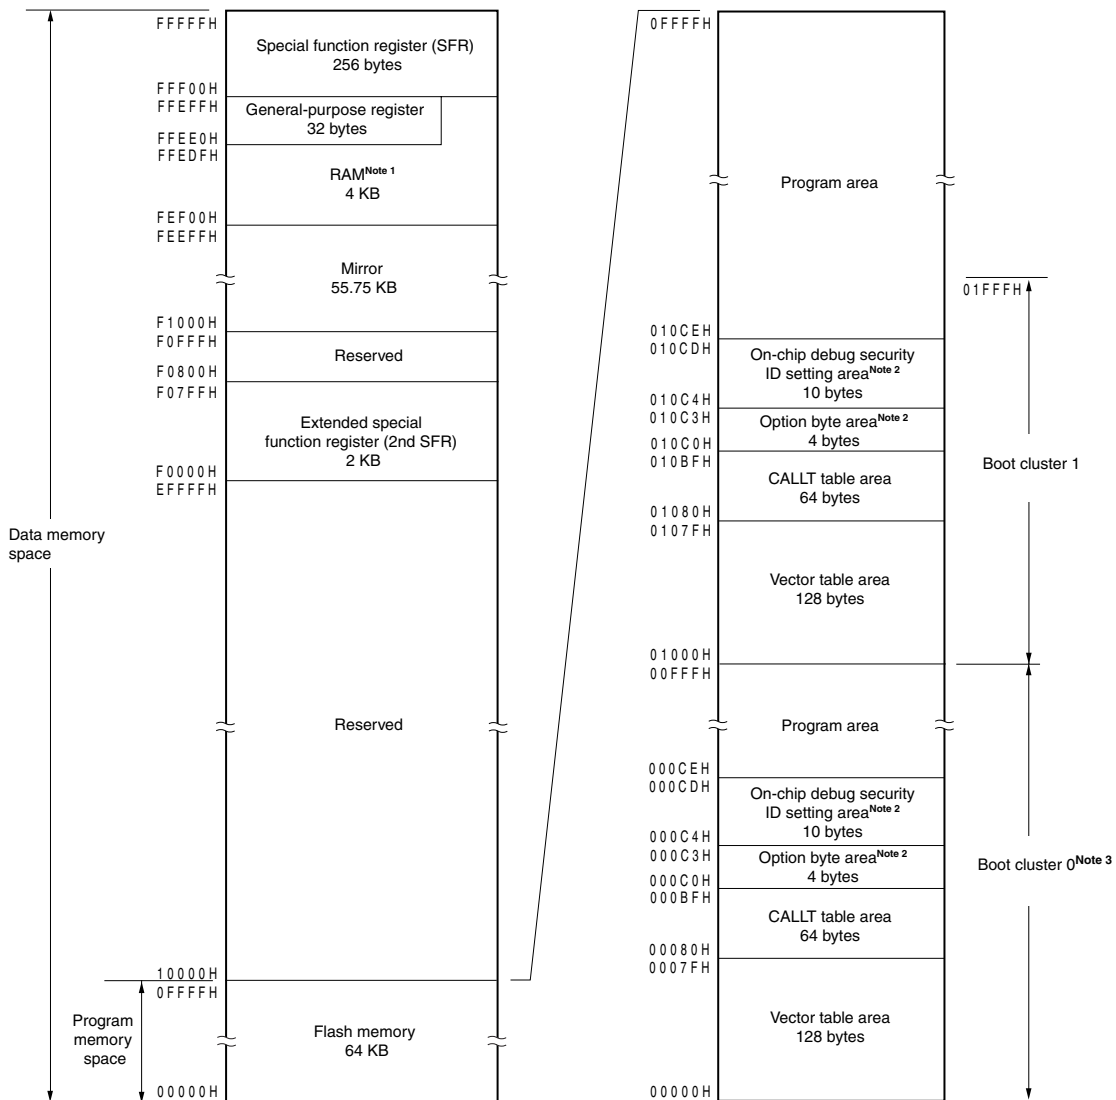 FFFFFH
Special function register (SFR)
256 bytes
FFF00H
FFEFFH
General-purpose register
32 bytes
FFEE0H
FFEDFH
RAMNote 1
4 KB
FEF00H
FEEFFH
Mirror
55.75 KB
F1000H
F0FFFH
Reserved
F0800H
F07FFH
Extended special
function register (2nd SFR)
2 KB
F0000H
EFFFFH
Data memory
space
Reserved
10000H
0FFFFH
Program
memory
space
Flash memory
64 KB
00000H
0FFFFH
Program area
01FFFH
010CEH
010CDH
On-chip debug security
ID setting areaNote 2
10 bytes
010C4H
010C3H
Option byte areaNote 2
4 bytes
010C0H
010BFH
CALLT table area
64 bytes
01080H
0107FH
Vector table area
128 bytes
01000H
00FFFH
Boot cluster 1
Program area
000CEH
000CDH
On-chip debug security
ID setting areaNote 2
10 bytes
000C4H
000C3H
Option byte areaNote 2
4 bytes
000C0H
000BFH
CALLT table area
64 bytes
00080H
0007FH
Vector table area
128 bytes
00000H
Boot cluster 0Note 3